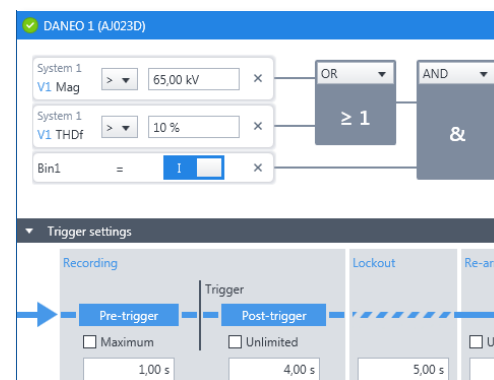 DANEO 1 (AJ023D)
System 1
V1 Mag > 65,00 kV ×
OR
AND
≥ 1
&
System 1
V1 THDf > 10 % ×
Bin1 = I ×
Trigger settings
Recording
Lockout
Re-ar
Trigger
Pre-trigger
Post-trigger
Maximum
Unlimited
U
1,00 s
4,00 s
5,00 s